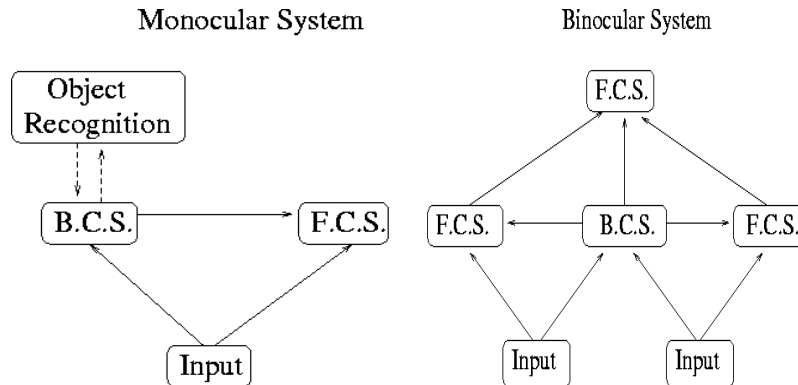 Monocular System
Object
Recognition
B.C.S.
F.C.S.
Input
Binocular System
F.C.S.
F.C.S.
B.C.S.
F.C.S.
Input
Input